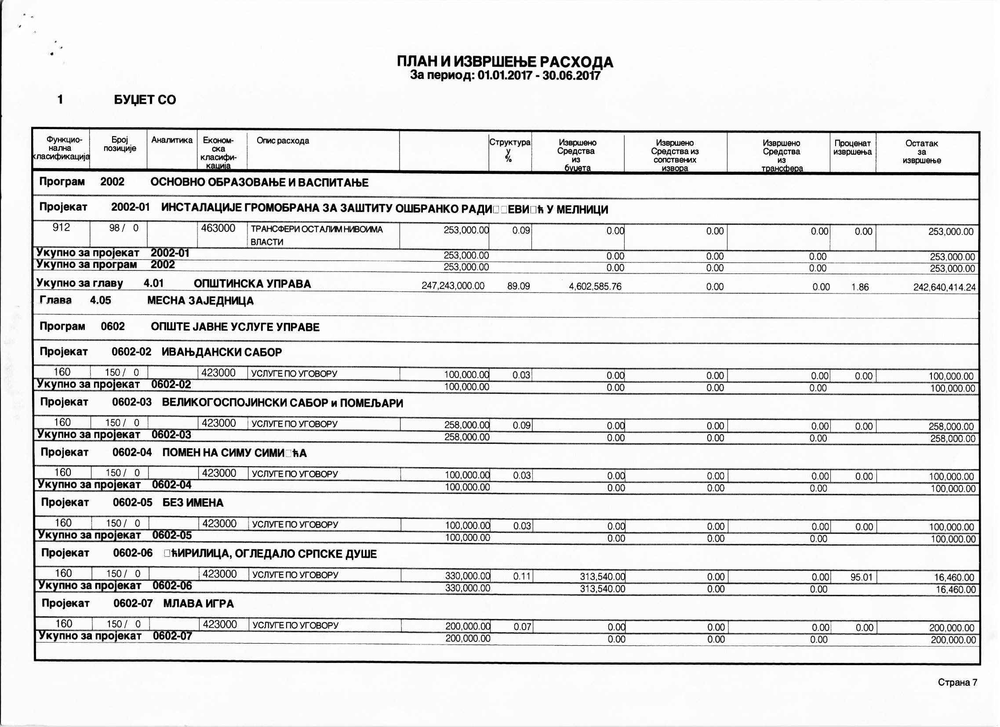 ПЛАН И ИЗВРШЕЊЕ РАСХОДА
За период: 01.01.2017 - 30.06.2017
1 БУЏЕТ СО
Функцио-нална класификација Број позиције Аналитика Економ-ска класифи-кација Опис расхода Структура у % Извршено Средства из буџета Извршено Средства из сопствених извора Извршено Средства из трансфера Проценат извршења Остатак за извршење
Програм 2002 ОСНОВНО ОБРАЗОВАЊЕ И ВАСПИТАЊЕ
Пројекат 2002-01 ИНСТАЛАЦИЈЕ ГРОМОБРАНА ЗА ЗАШТИТУ ОШБРАНКО РАДИ□□ЕВИ□Ћ У МЕЛНИЦИ
912 98 / 0 463000 ТРАНСФЕРИ ОСТАЛИМ НИВОИМА 253,000.00 0.09 0.00 0.00 0.00 0.00 253,000.00
ВЛАСТИ
Укупно за пројекат 2002-01 253,000.00 0.00 0.00 0.00 253,000.00
Укупно за програм 2002 253,000.00 0.00 0.00 0.00 253,000.00
Укупно за главу 4.01 ОПШТИНСКА УПРАВА 247,243,000.00 89.09 4,602,585.76 0.00 0.00 1.86 242,640,414.24
Глава 4.05 МЕСНА ЗАЈЕДНИЦА
Програм 0602 ОПШТЕ ЈАВНЕ УСЛУГЕ УПРАВЕ
Пројекат 0602-02 ИВАЊДАНСКИ САБОР
160 150 / 0 423000 УСЛУГЕ ПО УГОВОРУ 100,000.00 0.03 0.00 0.00 0.00 0.00 100,000.00
Укупно за пројекат 0602-02 100,000.00 0.00 0.00 0.00 100,000.00
Пројекат 0602-03 ВЕЛИКОГОСПОЈИНСКИ САБОР и ПОМЕЉАРИ
160 150 / 0 423000 УСЛУГЕ ПО УГОВОРУ 258,000.00 0.09 0.00 0.00 0.00 0.00 258,000.00
Укупно за пројекат 0602-03 258,000.00 0.00 0.00 0.00 258,000.00
Пројекат 0602-04 ПОМЕН НА СИМУ СИМИ□ЋА
160 150 / 0 423000 УСЛУГЕ ПО УГОВОРУ 100,000.00 0.03 0.00 0.00 0.00 0.00 100,000.00
Укупно за пројекат 0602-04 100,000.00 0.00 0.00 0.00 100,000.00
Пројекат 0602-05 БЕЗ ИМЕНА
160 150 / 0 423000 УСЛУГЕ ПО УГОВОРУ 100,000.00 0.03 0.00 0.00 0.00 0.00 100,000.00
Укупно за пројекат 0602-05 100,000.00 0.00 0.00 0.00 100,000.00
Пројекат 0602-06 □ЋИРИЛИЦА, ОГЛЕДАЛО СРПСКЕ ДУШЕ
160 150 / 0 423000 УСЛУГЕ ПО УГОВОРУ 330,000.00 0.11 313,540.00 0.00 0.00 95.01 16,460.00
Укупно за пројекат 0602-06 330,000.00 313,540.00 0.00 0.00 16,460.00
Пројекат 0602-07 МЛАВА ИГРА
160 150 / 0 423000 УСЛУГЕ ПО УГОВОРУ 200,000.00 0.07 0.00 0.00 0.00 0.00 200,000.00
Укупно за пројекат 0602-07 200,000.00 0.00 0.00 0.00 200,000.00
Страна 7